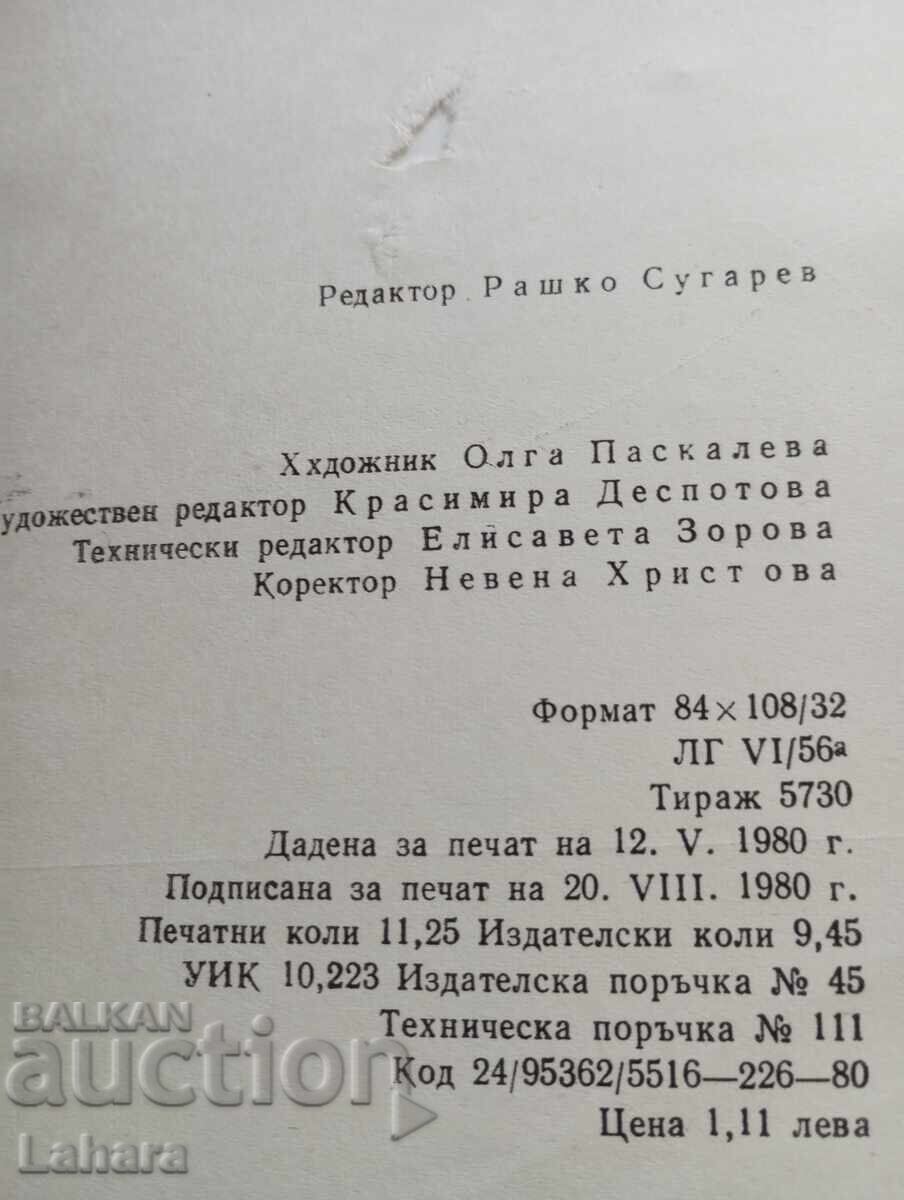 Редактор Рашко Сугарев
Ххдожник Олга Паскалева
удожествен редактор Красимира Деспотова
Технически редактор Елисавета Зорова
Коректор Невена Христова
Формат 84×108/32
ЛГ VI/56а
Тираж 5730
Дадена за печат на 12. V. 1980 г.
Подписана за печат на 20. VIII. 1980 г.
Печатни коли 11,25 Издателски коли 9,45
УИК 10,223 Издателска поръчка № 45
Техническа поръчка № 111
Код 24/95362/5516—226—80
Цена 1,11 лева
BALKAN
auction
Lahara